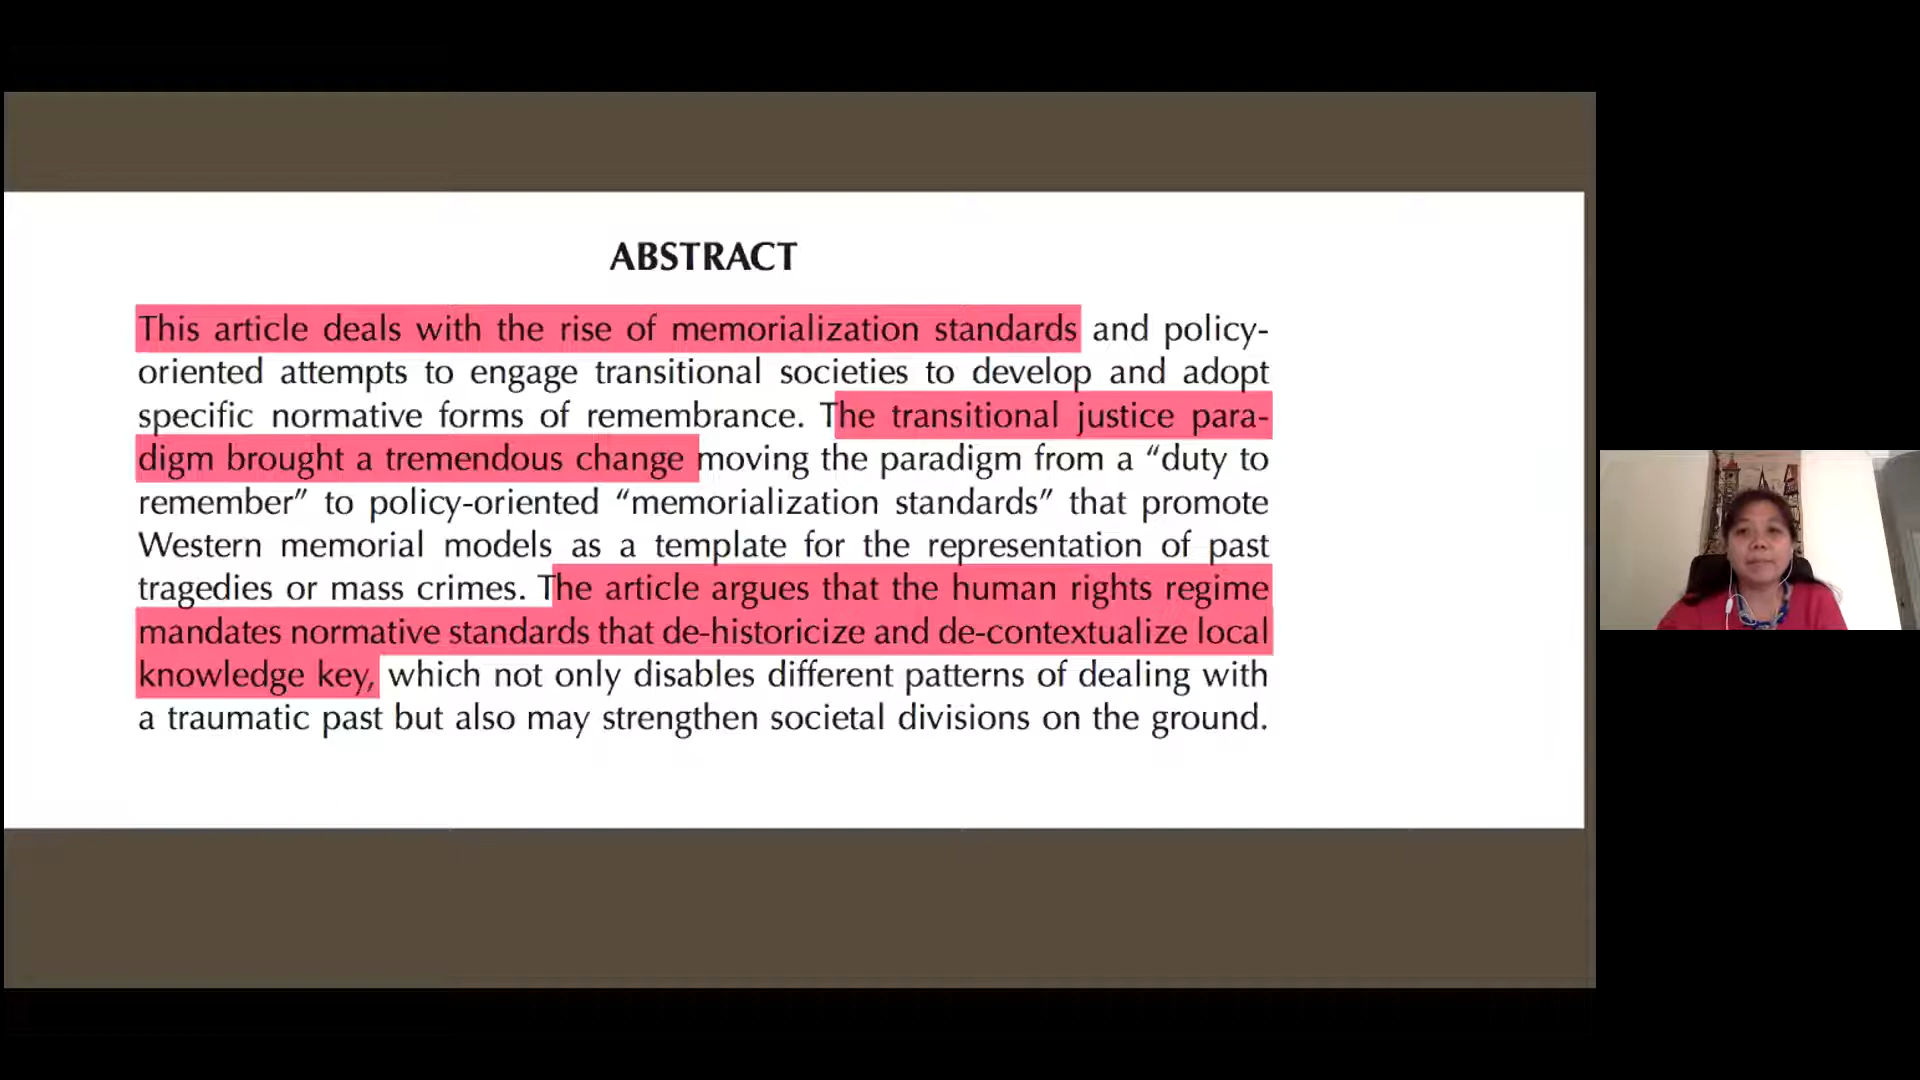 ABSTRACT
This article deals with the rise of memorialization standards and policy-
oriented attempts to engage transitional societies to develop and adopt
specific normative forms of remembrance. The transitional justice para-
digm brought a tremendous change moving the paradigm from a “duty to
remember” to policy-oriented “memorialization standards” that promote
Western memorial models as a template for the representation of past
tragedies or mass crimes. The article argues that the human rights regime
mandates normative standards that de-historicize and de-contextualize local
knowledge key, which not only disables different patterns of dealing with
a traumatic past but also may strengthen societal divisions on the ground.